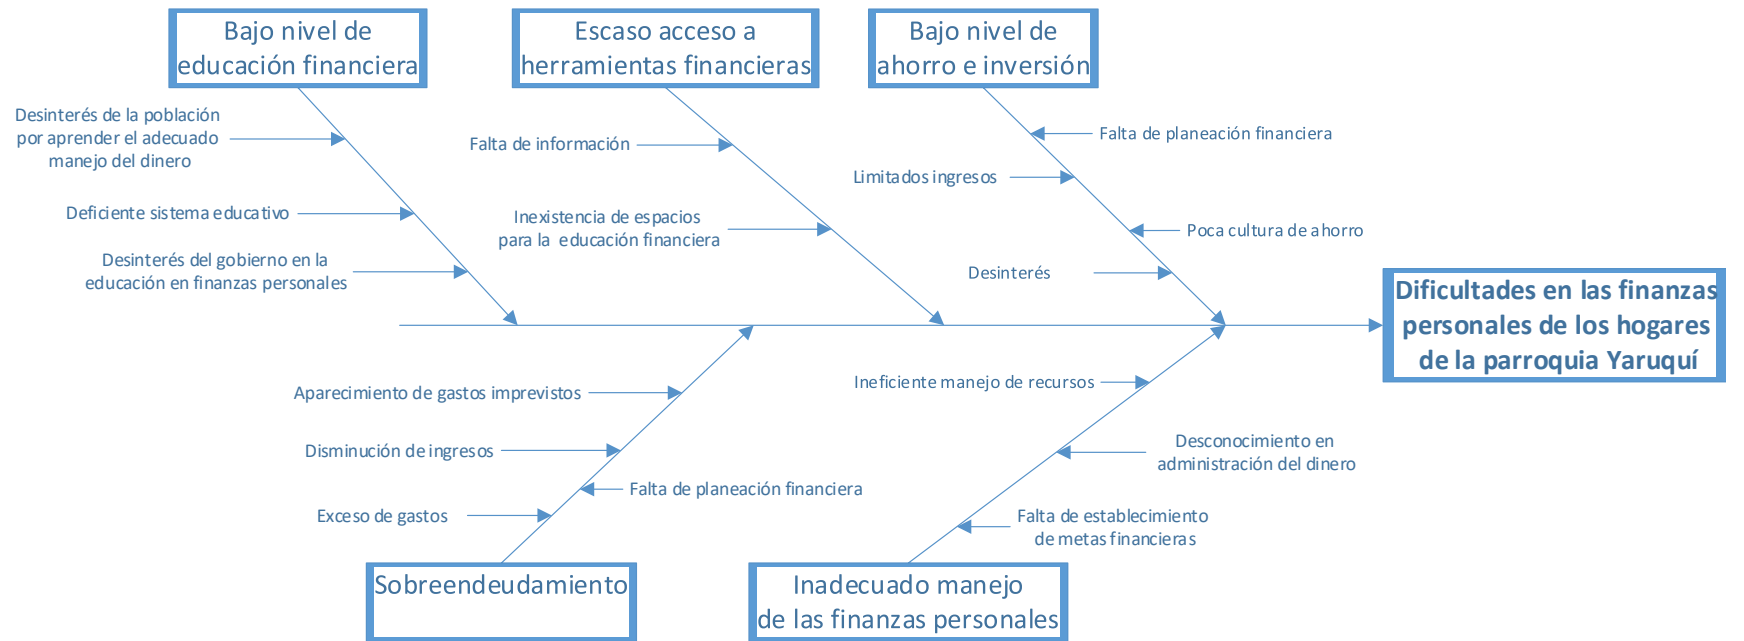 Bajo nivel de
educación financiera
Escaso acceso a
herramientas financieras
Bajo nivel de
ahorro e inversión
Desinterés de la población
por aprender el adecuado
manejo del dinero
Deficiente sistema educativo
Desinterés del gobierno en la
educación en finanzas personales
Falta de información
Inexistencia de espacios
para la educación financiera
Falta de planeación financiera
Limitados ingresos
Poca cultura de ahorro
Desinterés
Dificultades en las finanzas
personales de los hogares
de la parroquia Yaruquí
Aparecimiento de gastos imprevistos
Disminución de ingresos
Falta de planeación financiera
Exceso de gastos
Sobreendeudamiento
Ineficiente manejo de recursos
Desconocimiento en
administración del dinero
Falta de establecimiento
de metas financieras
Inadecuado manejo
de las finanzas personales